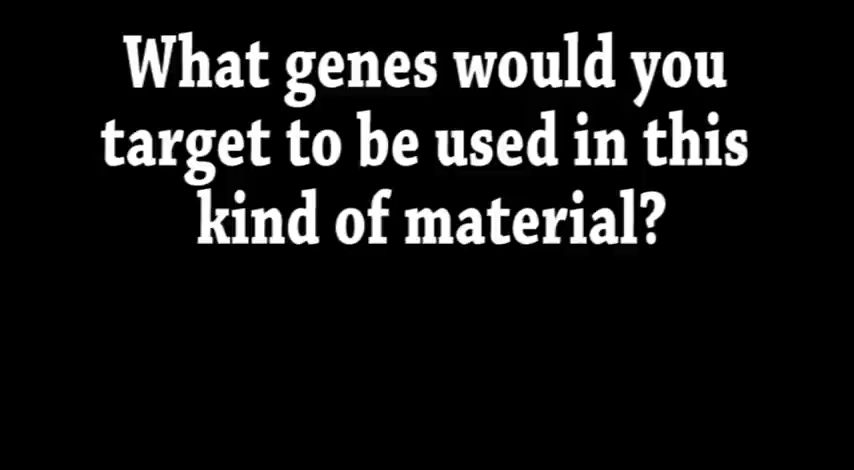 What genes would you
target to be used in this
kind of material?